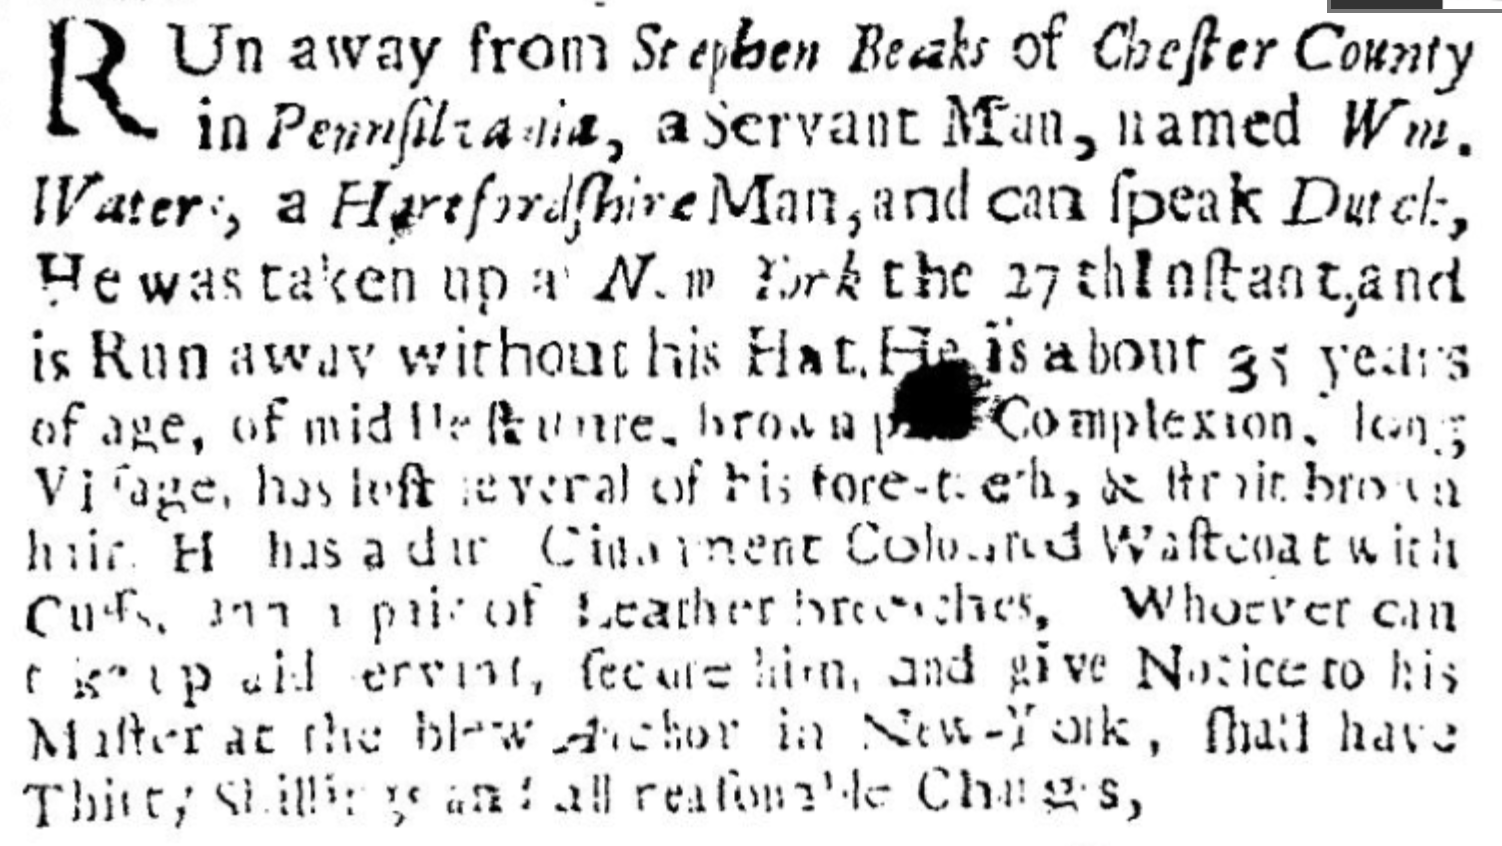 RUn away from Stephen Beaks of Cheſter County
in Pennſilvania, a Servant Man, named Wm.
Waters, a Hartfordſhire Man, and can ſpeak Dutch,
He was taken up at New York the 27th Inſtant, and
is Run away without his Hat. He is about 35 years
of age, of middle ſtature, brown Complexion, long
Viſage, has loſt ſeveral of his fore-teeth, & ſtrait brown
hair. He has a Cinament Coloured Waſtcoat with
Cuffs, and a pair of Leather breeches, Whoever can
take up ſaid ſervant, ſecure him, and give Notice to his
Maſter at the blew Anchor in New-York, ſhall have
Thirty Shillings and all reaſonable Charges,